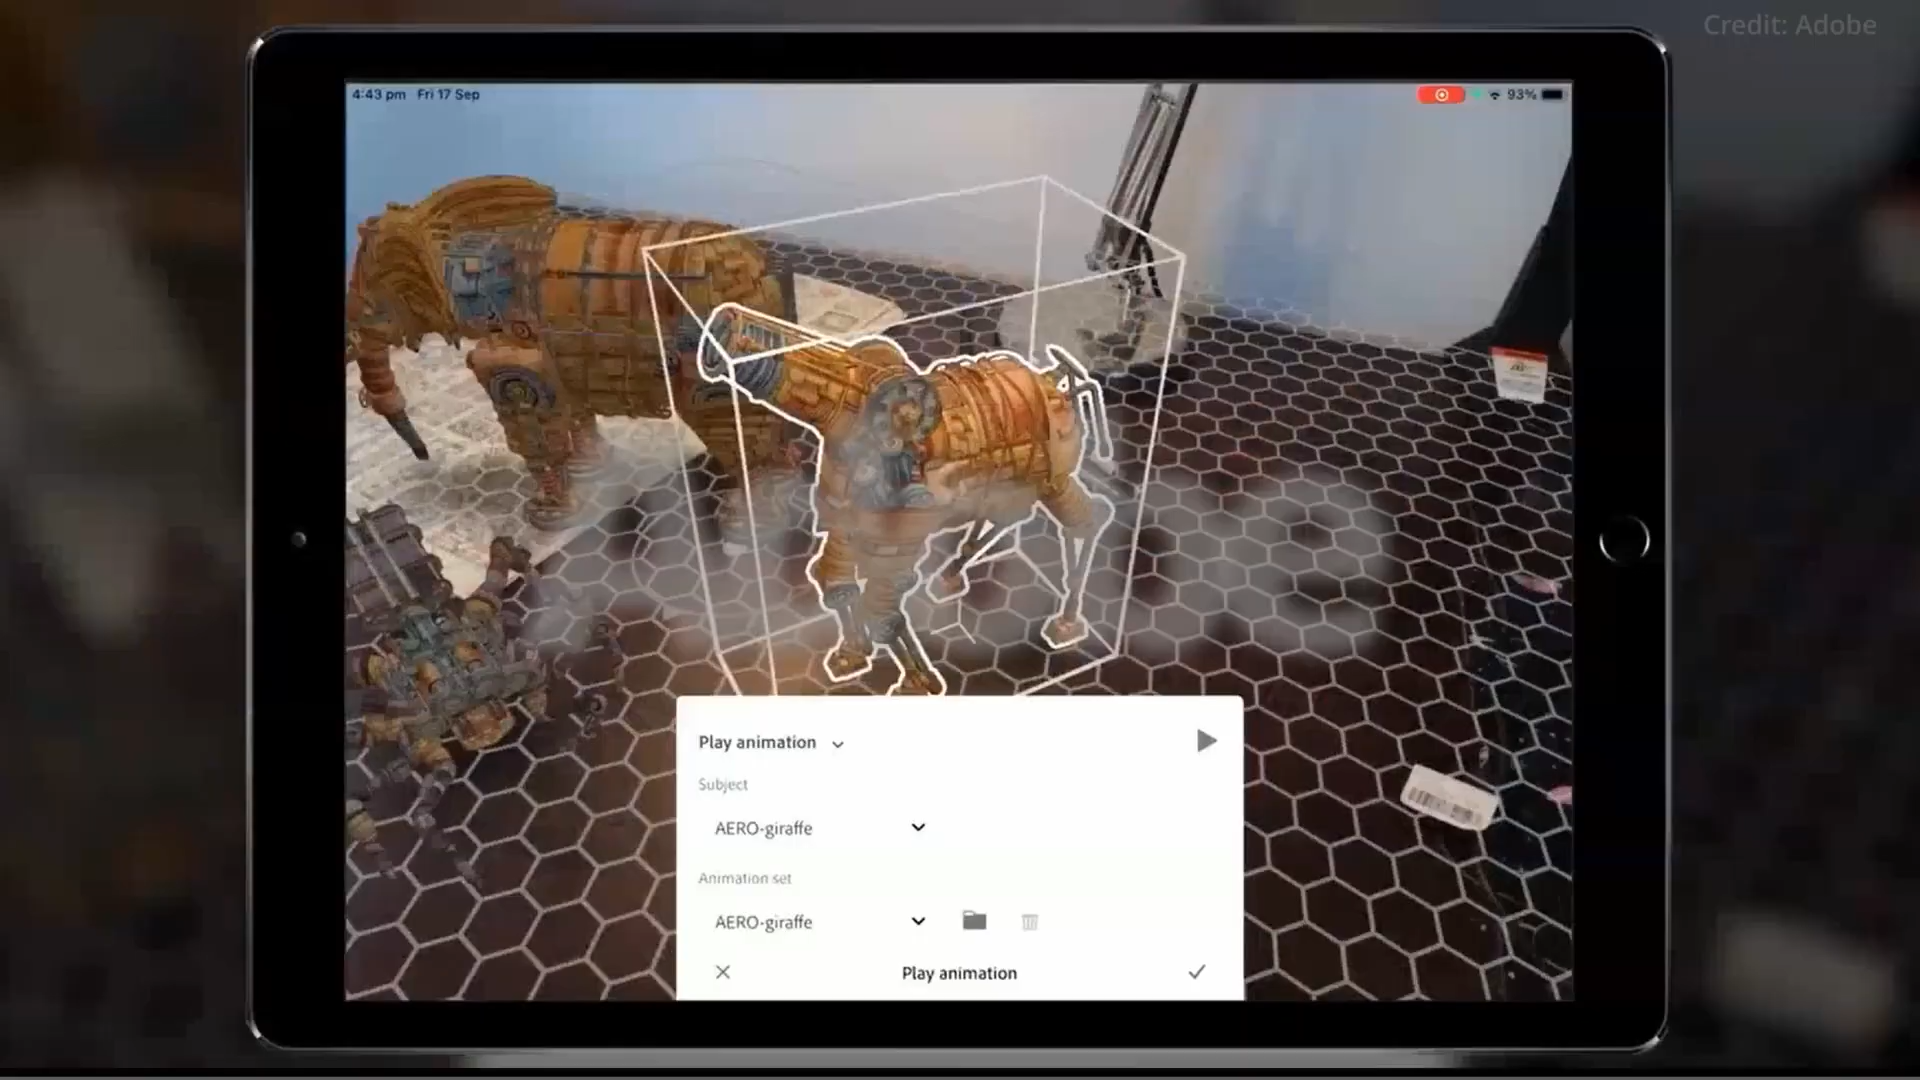 Credit: Adobe
4:43 pm Fri 17 Sep
93%
Play animation
Subject
AERO-giraffe
Animation set
AERO-giraffe
Play animation